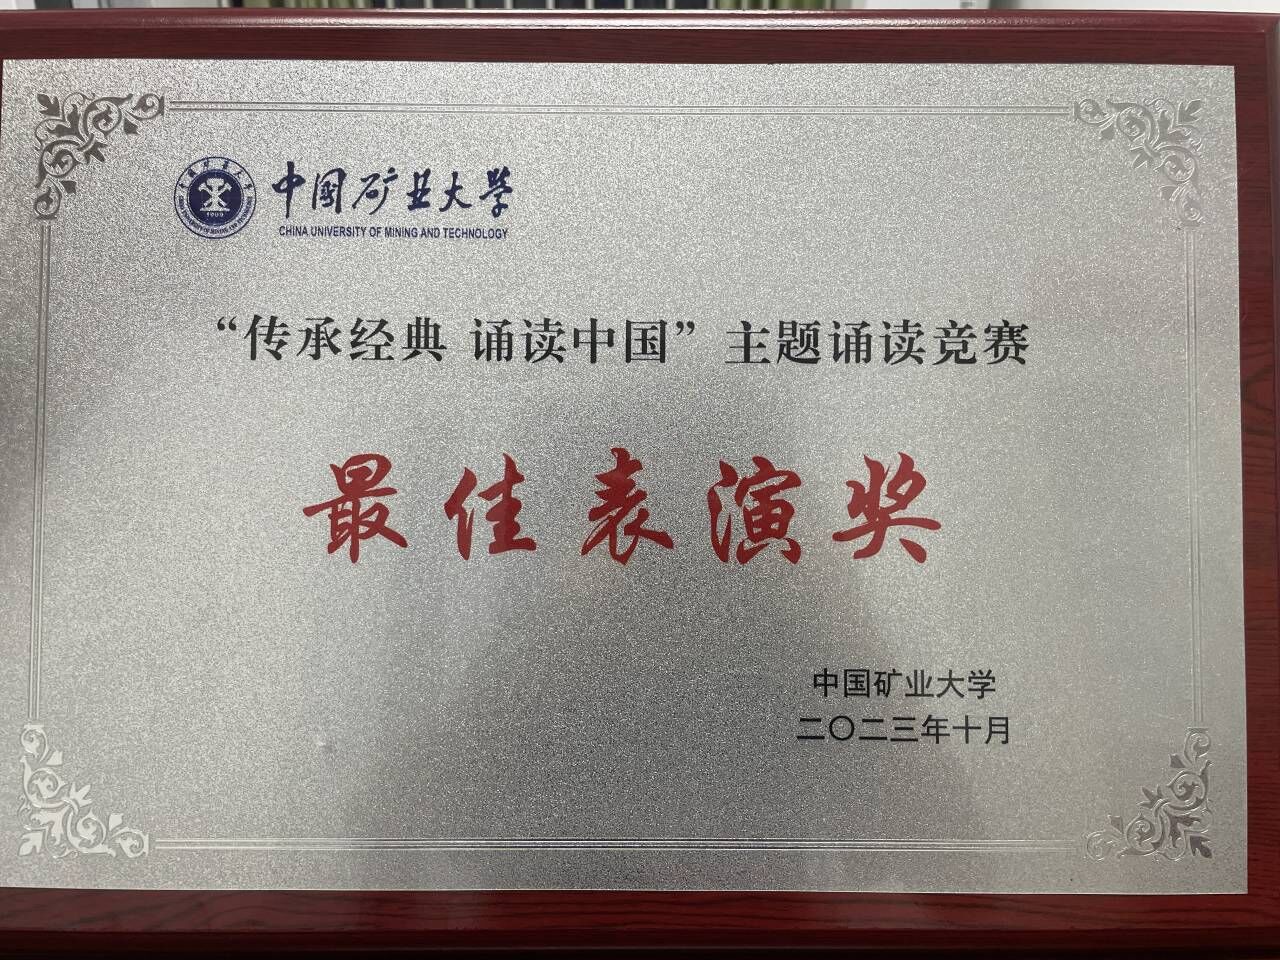 中国矿业大学
CHINA UNIVERSITY OF MINING AND TECHNOLOGY
“传承经典 诵读中国”主题诵读竞赛
最佳表演奖
中国矿业大学
二〇二三年十月